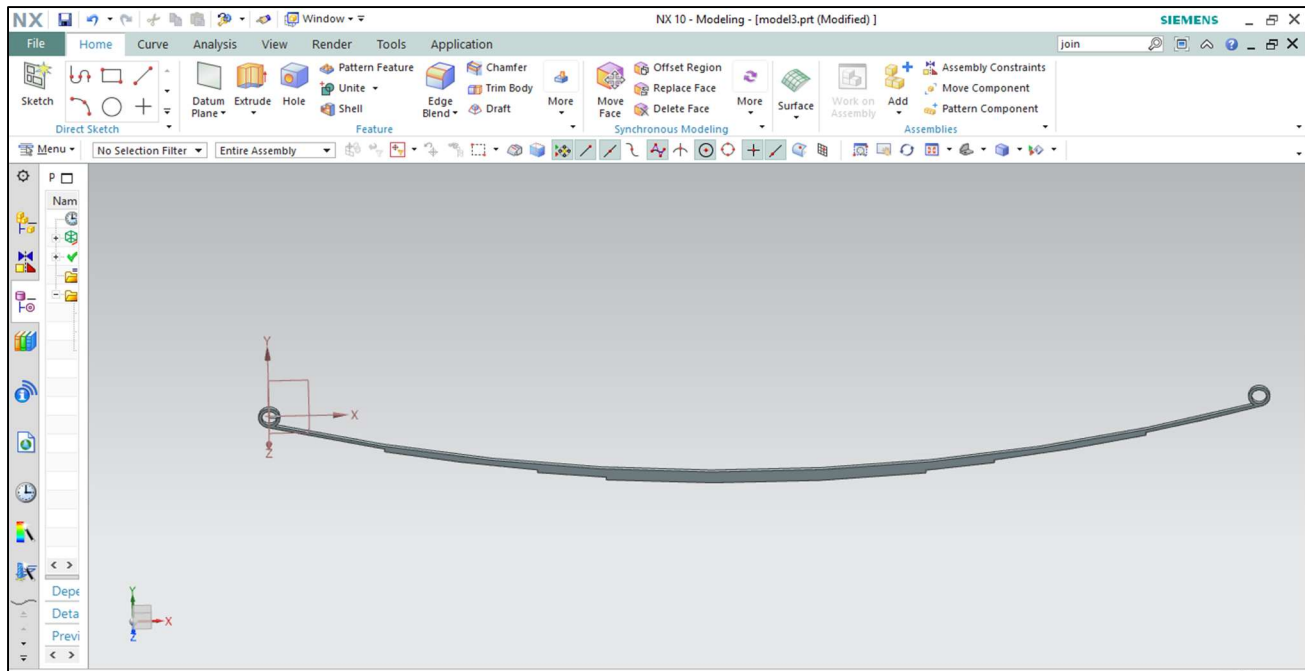 NX Window NX 10 - Modeling - [model3.prt (Modified) ] SIEMENS
File Home Curve Analysis View Render Tools Application join
Sketch
Direct Sketch
Datum Plane Extrude Hole
Pattern Feature
Unite
Shell
Edge Blend
Chamfer
Trim Body
Draft
More
Feature
Move Face
Offset Region
Replace Face
Delete Face
More
Synchronous Modeling
Surface
Work on Assembly
Add
Assembly Constraints
Move Component
Pattern Component
Assemblies
Menu No Selection Filter Entire Assembly
P
Nam
Y
X
Z
Depe
Deta
Previ
Y
X
Z